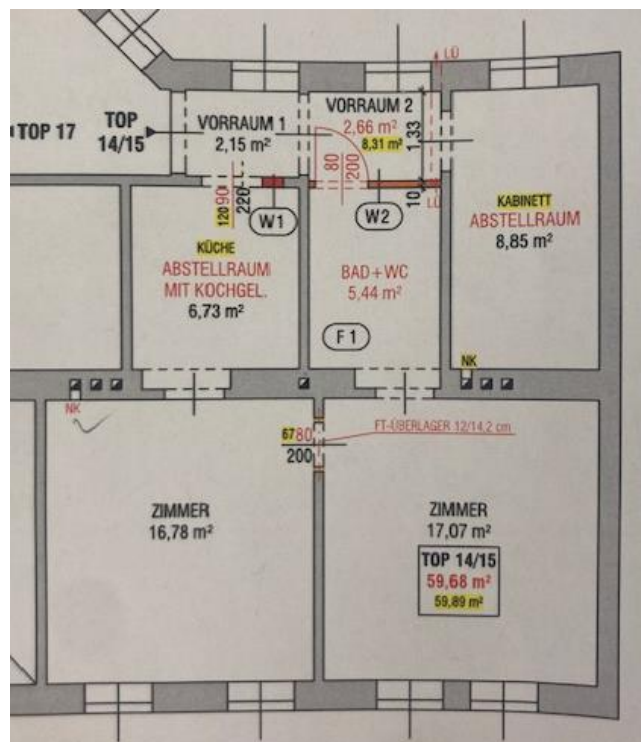 TOP 17
TOP
14/15
VORRAUM 1
2,15 m²
VORRAUM 2
2,66 m²
8,31 m²
LÜ
1,33
80
200
10
LÜ
W1
W2
120 90
220
KÜCHE
ABSTELLRAUM
MIT KOCHGEL.
6,73 m²
BAD+WC
5,44 m²
F1
KABINETT
ABSTELLRAUM
8,85 m²
NK
NK
67 80
200
FT-ÜBERLAGER 12/14,2 cm
ZIMMER
16,78 m²
ZIMMER
17,07 m²
TOP 14/15
59,68 m²
59,89 m²